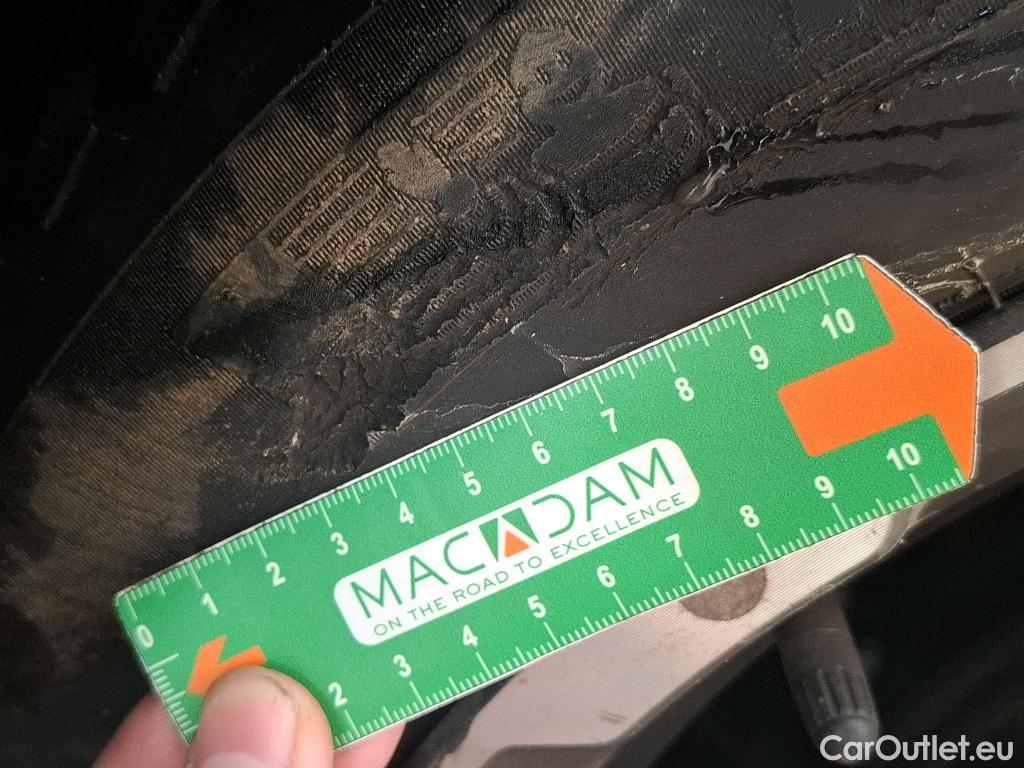 0 1 2 3 4 5 6 7 8 9 10
MACADAM
ON THE ROAD TO EXCELLENCE
2 3 4 5 6 7 8 9 10
CarOutlet.eu